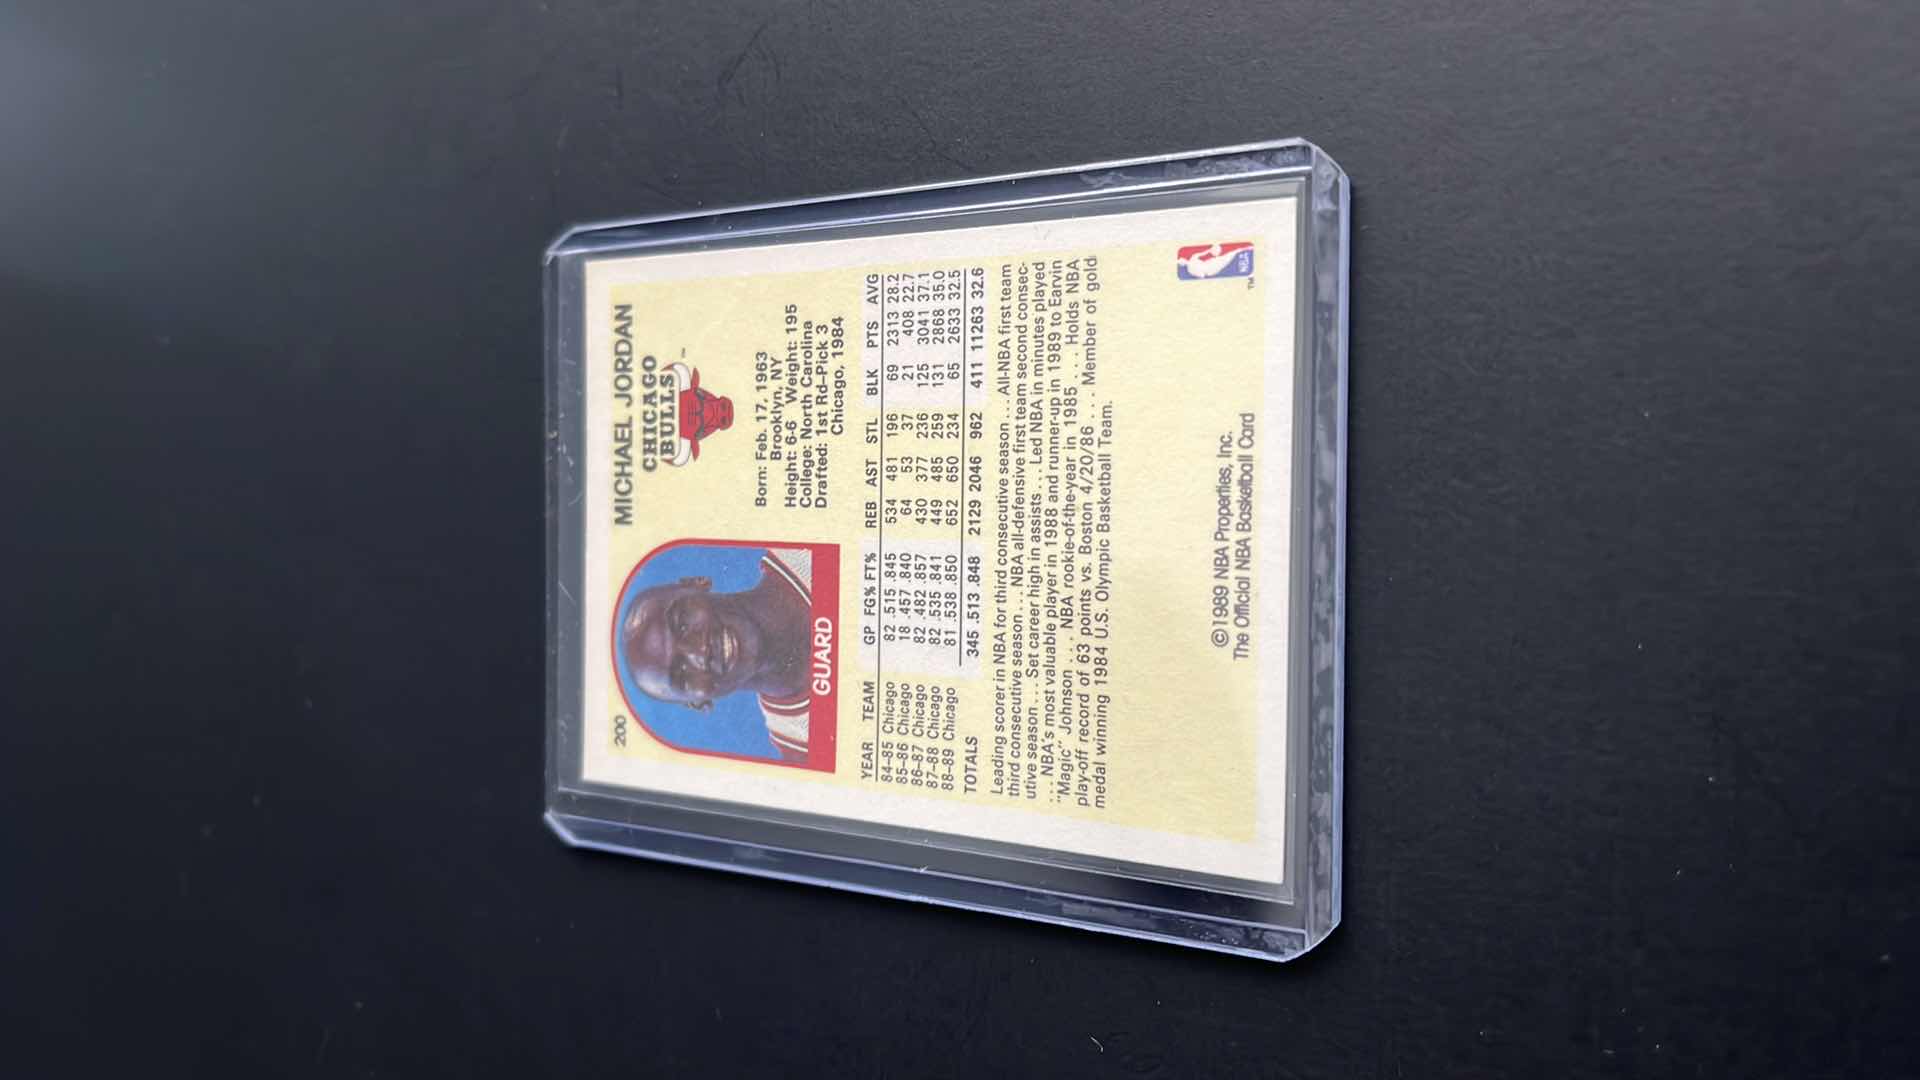 200
MICHAEL JORDAN
CHICAGO
BULLS
™
Born: Feb. 17, 1963
Brooklyn, NY
Height: 6-6 Weight: 195
College: North Carolina
Drafted: 1st Rd–Pick 3
Chicago, 1984
GUARD
YEAR TEAM GP FG% FT% REB AST STL BLK PTS AVG
84–85 Chicago 82 .515 .845 534 481 196 69 2313 28.2
85–86 Chicago 18 .457 .840 64 53 37 21 408 22.7
86–87 Chicago 82 .482 .857 430 377 236 125 3041 37.1
87–88 Chicago 82 .535 .841 449 485 259 131 2868 35.0
88–89 Chicago 81 .538 .850 652 650 234 65 2633 32.5
TOTALS 345 .513 .848 2129 2046 962 411 11263 32.6
Leading scorer in NBA for third consecutive season . . . All-NBA first team
third consecutive season . . . NBA all-defensive first team second consec-
utive season . . . Set career high in assists . . . Led NBA in minutes played
. . . NBA's most valuable player in 1988 and runner-up in 1989 to Earvin
"Magic" Johnson . . . NBA rookie-of-the-year in 1985 . . . Holds NBA
play-off record of 63 points vs. Boston 4/20/86 . . . Member of gold
medal winning 1984 U.S. Olympic Basketball Team.
©1989 NBA Properties, Inc.
The Official NBA Basketball Card
NBA
™